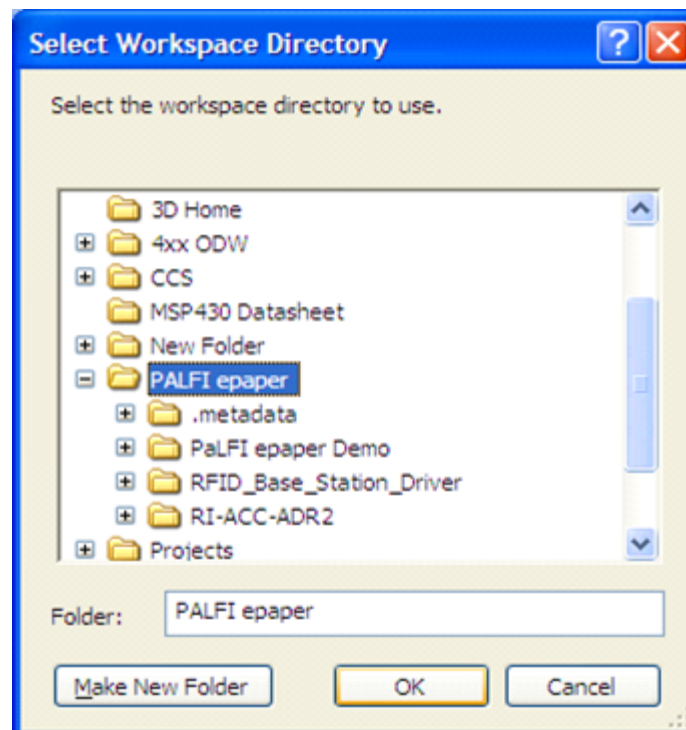 Select Workspace Directory
Select the workspace directory to use.
3D Home
4xx ODW
CCS
MSP430 Datasheet
New Folder
PALFI epaper
.metadata
PaLFI epaper Demo
RFID_Base_Station_Driver
RI-ACC-ADR2
Projects
Folder: PALFI epaper
Make New Folder OK Cancel